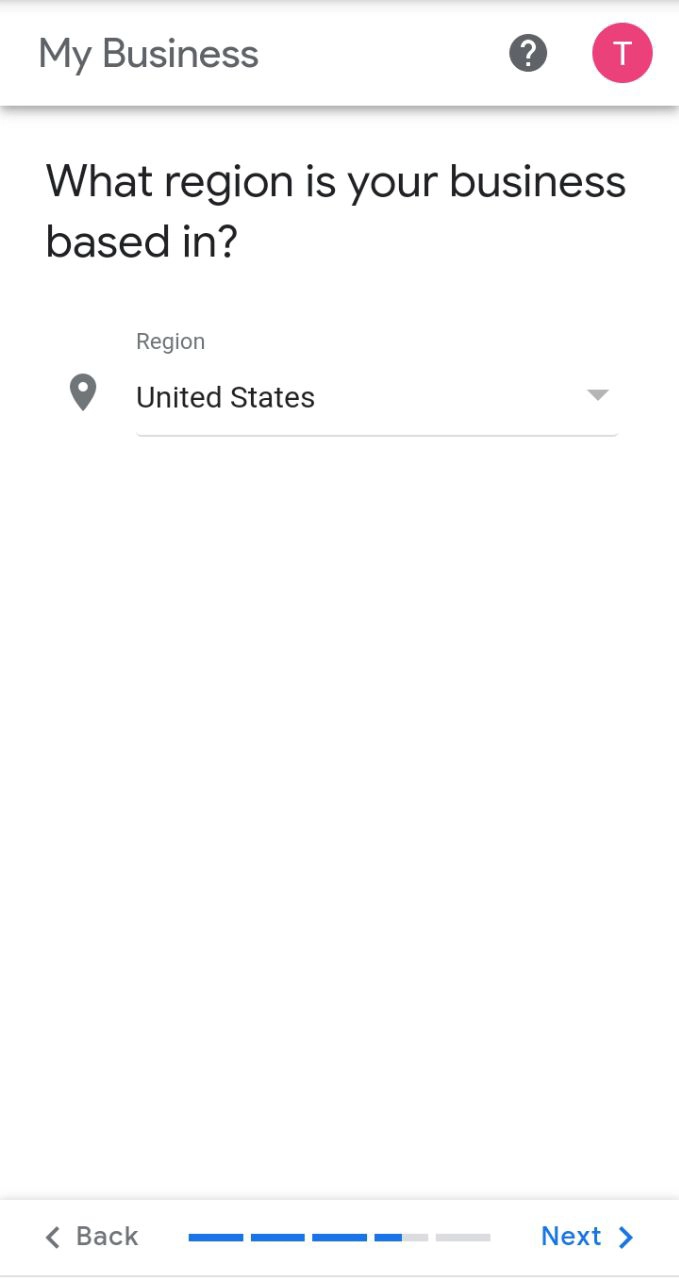 My Business
?
T
What region is your business
based in?
Region
United States
Back
Next